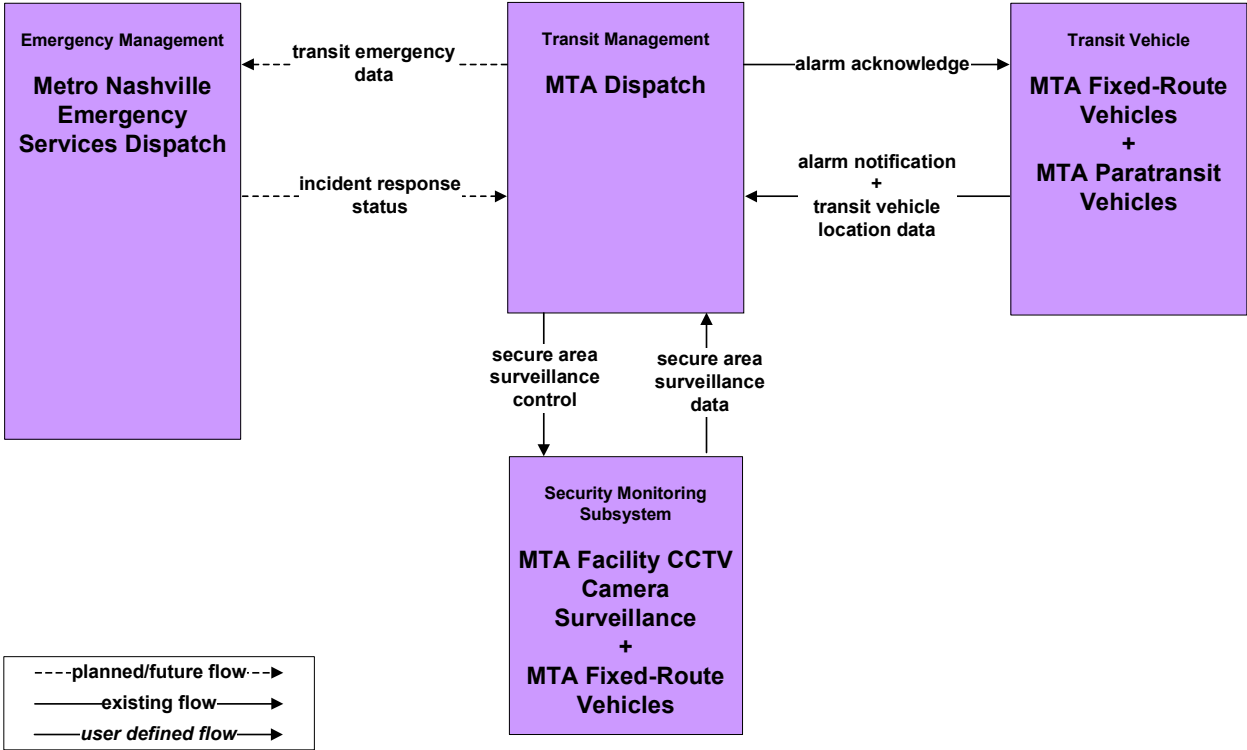 Emergency Management
Metro Nashville
Emergency
Services Dispatch
transit emergency
data
incident response
status
Transit Management
MTA Dispatch
alarm acknowledge
alarm notification
+
transit vehicle
location data
Transit Vehicle
MTA Fixed-Route
Vehicles
+
MTA Paratransit
Vehicles
secure area
surveillance
control
secure area
surveillance
data
Security Monitoring
Subsystem
MTA Facility CCTV
Camera
Surveillance
+
MTA Fixed-Route
Vehicles
planned/future flow
existing flow
user defined flow